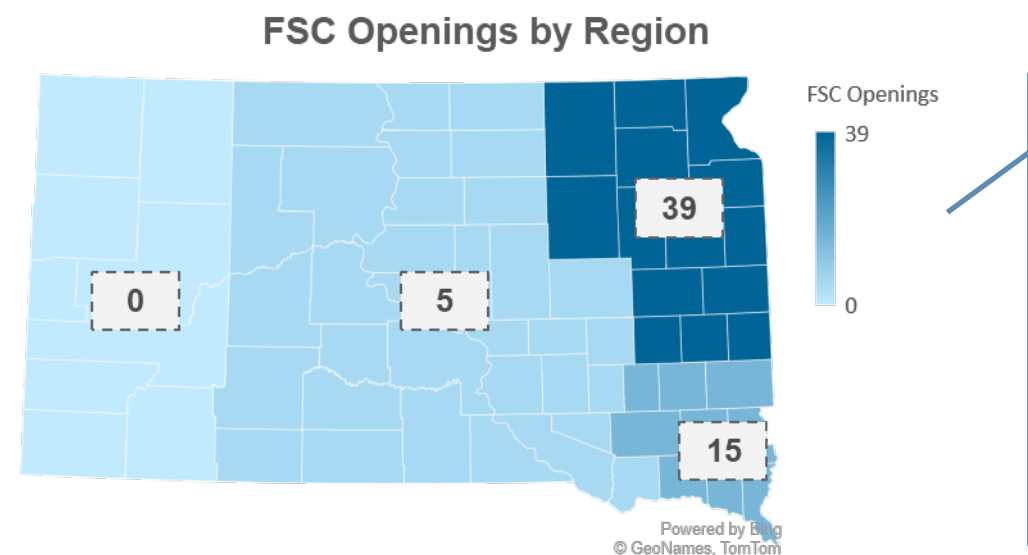 FSC Openings by Region
FSC Openings
39
39
0
5
0
15
Powered by Bing
© GeoNames, TomTom